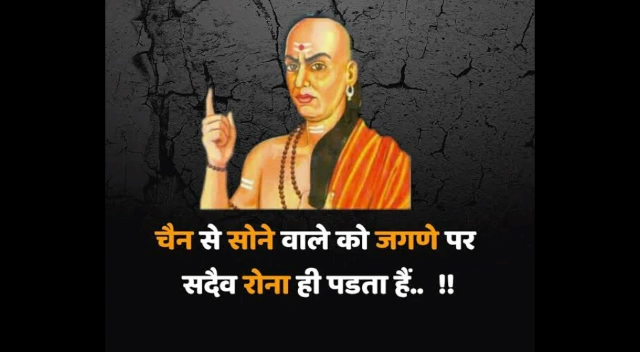 चैन से सोने वाले को जगणे पर
सदैव रोना ही पडता हैं..  !!